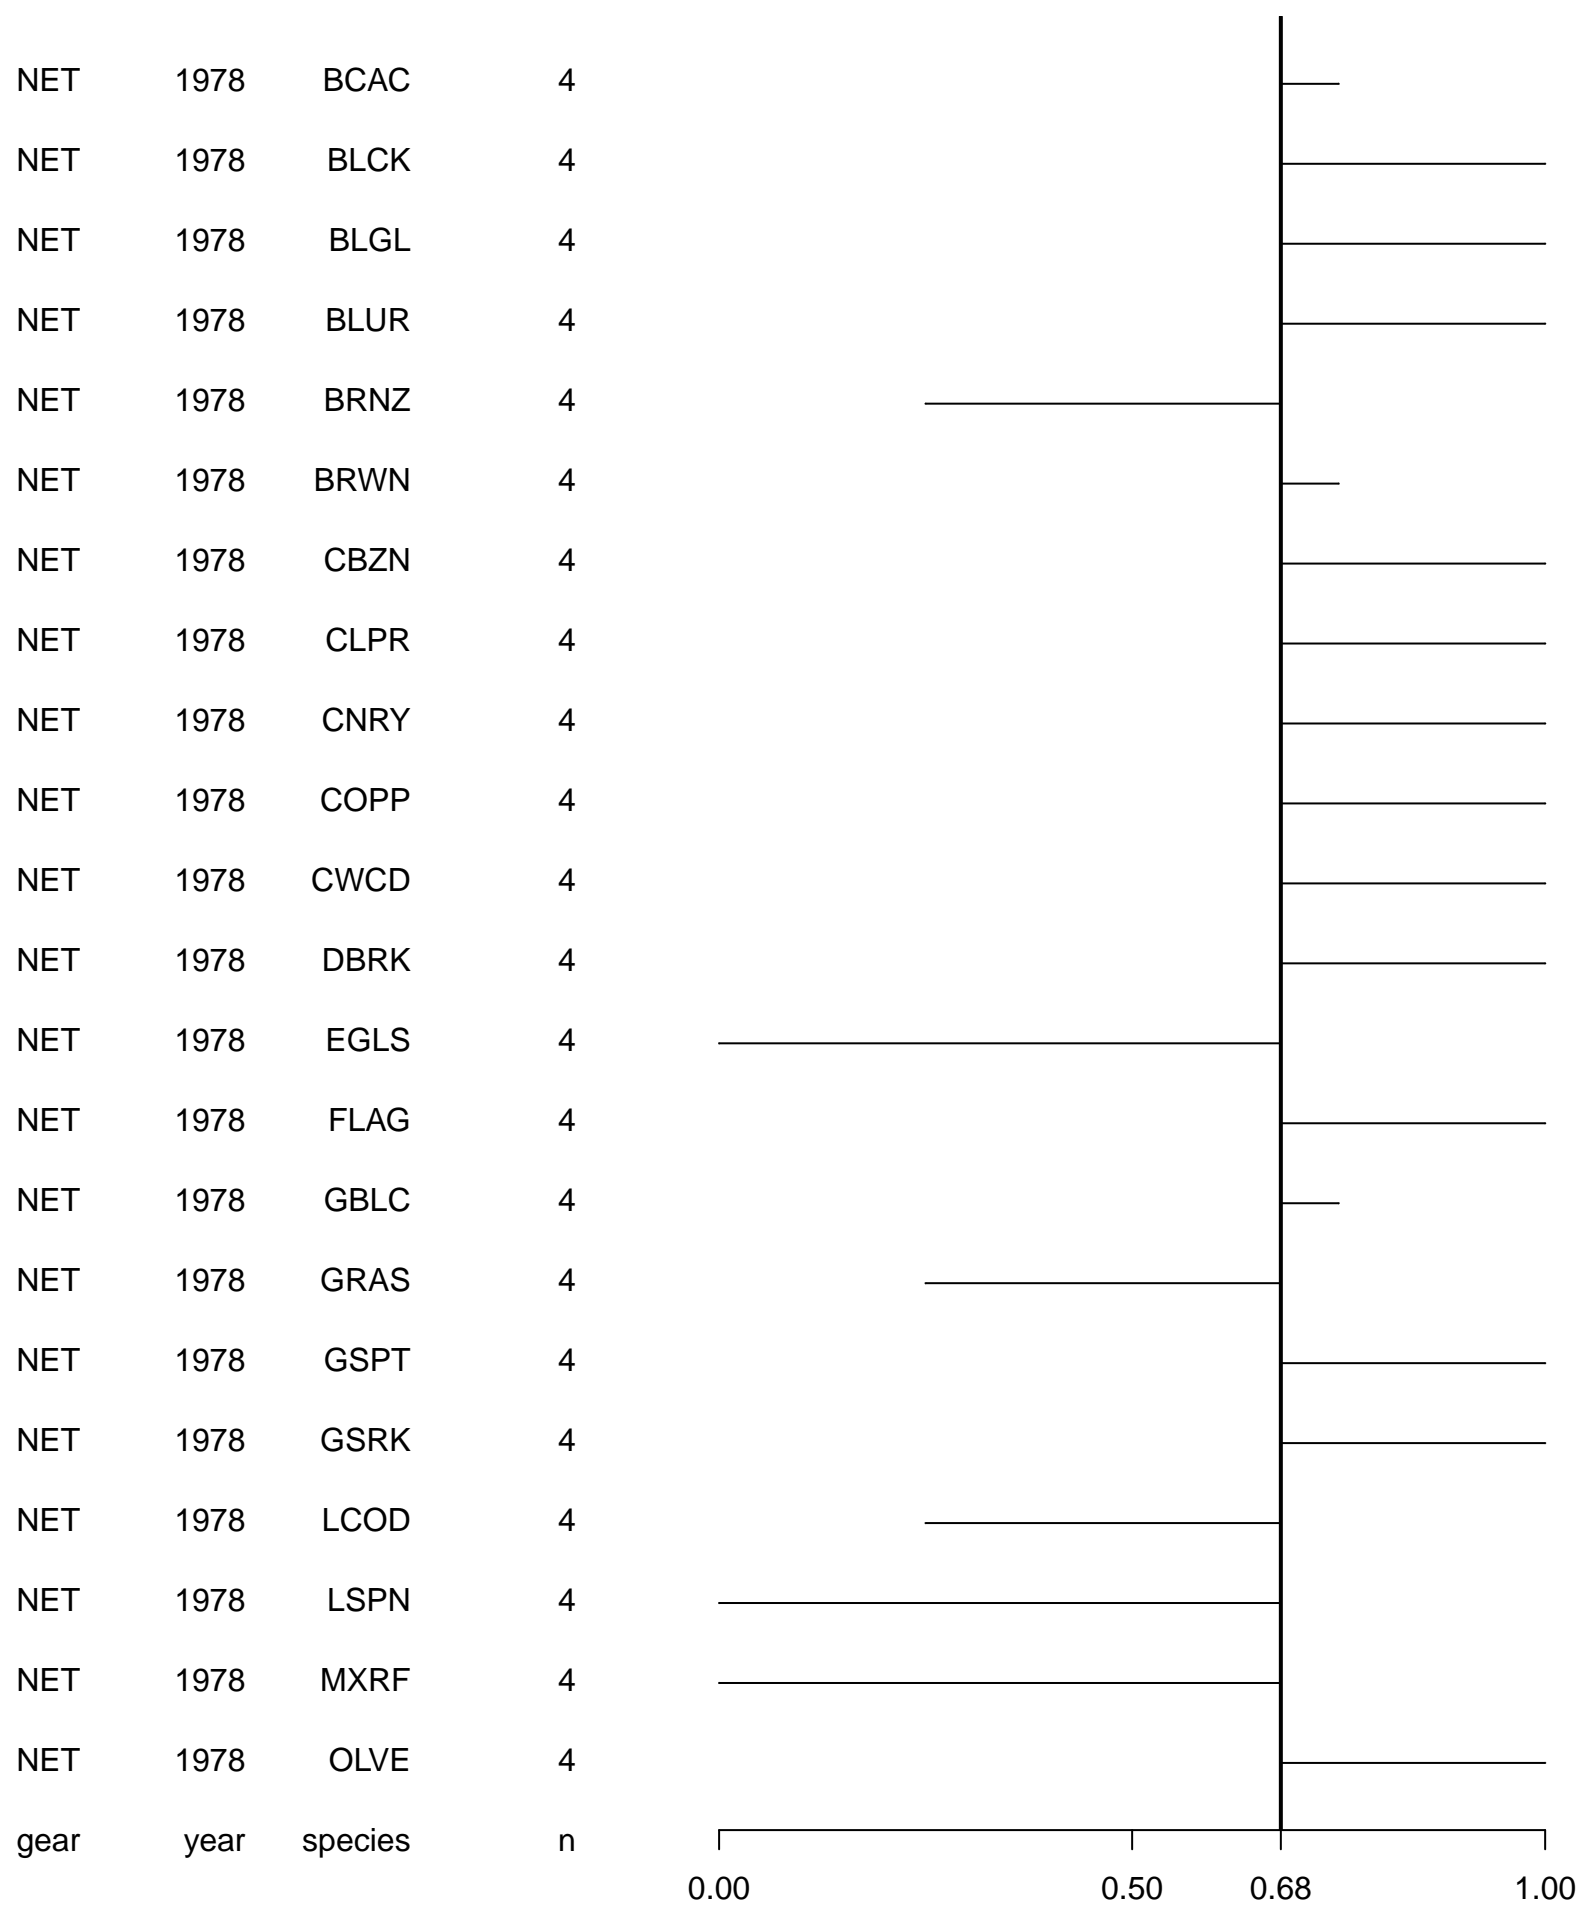 NET 1978 BCAC 4
NET 1978 BLCK 4
NET 1978 BLGL 4
NET 1978 BLUR 4
NET 1978 BRNZ 4
NET 1978 BRWN 4
NET 1978 CBZN 4
NET 1978 CLPR 4
NET 1978 CNRY 4
NET 1978 COPP 4
NET 1978 CWCD 4
NET 1978 DBRK 4
NET 1978 EGLS 4
NET 1978 FLAG 4
NET 1978 GBLC 4
NET 1978 GRAS 4
NET 1978 GSPT 4
NET 1978 GSRK 4
NET 1978 LCOD 4
NET 1978 LSPN 4
NET 1978 MXRF 4
NET 1978 OLVE 4
gear year species n
0.00 0.50 0.68 1.00